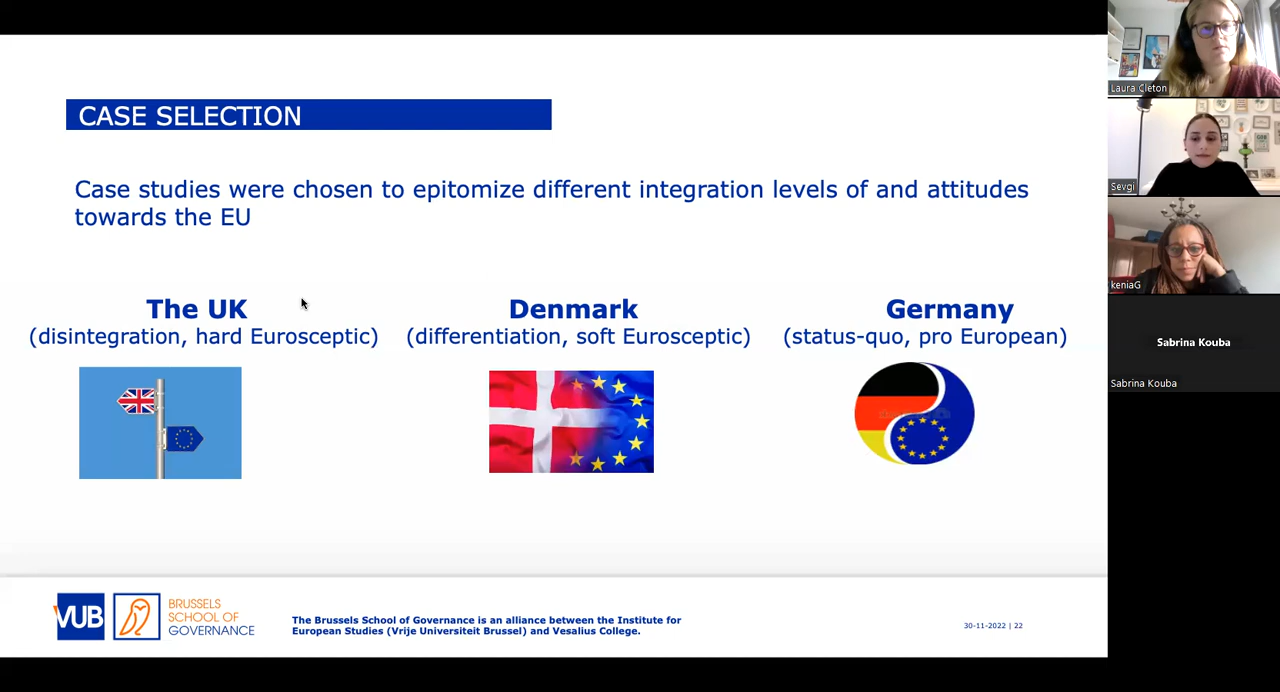 CASE SELECTION
Case studies were chosen to epitomize different integration levels of and attitudes
towards the EU
The UK
(disintegration, hard Eurosceptic)
Denmark
(differentiation, soft Eurosceptic)
Germany
(status-quo, pro European)
VUB
BRUSSELS
SCHOOL OF
GOVERNANCE
The Brussels School of Governance is an alliance between the Institute for
European Studies (Vrije Universiteit Brussel) and Vesalius College.
30-11-2022 | 22
Laura Cleton
Sevgi
keniaG
Sabrina Kouba
Sabrina Kouba